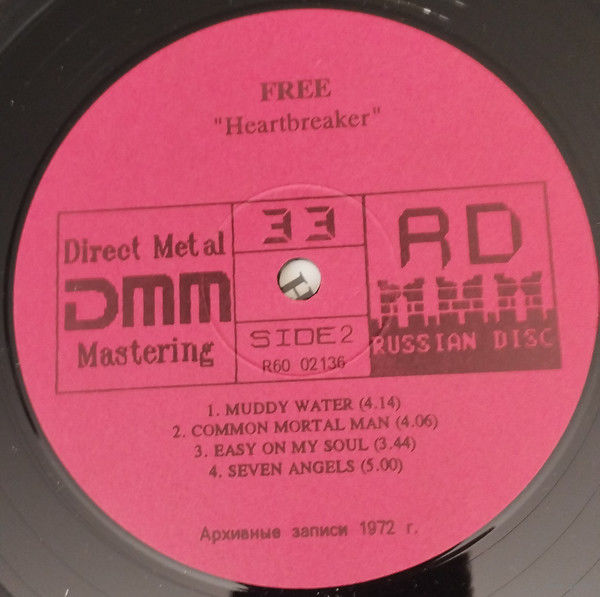 FREE
"Heartbreaker"
Direct Metal
DMM
Mastering
33
SIDE 2
R60 02136
RD
RUSSIAN DISC
1. MUDDY WATER (4.14)
2. COMMON MORTAL MAN (4.06)
3. EASY ON MY SOUL (3.44)
4. SEVEN ANGELS (5.00)
Архивные записи 1972 г.